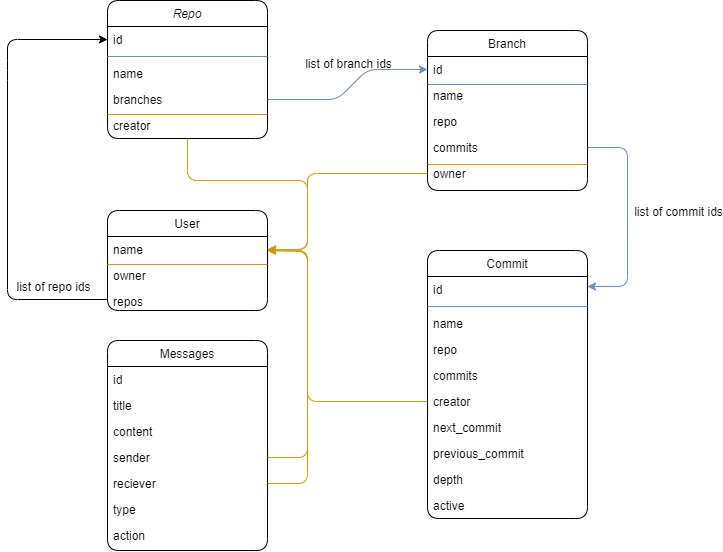 Repo
id
name
branches
creator
list of branch ids
Branch
id
name
repo
commits
owner
list of commit ids
User
name
owner
repos
list of repo ids
Commit
id
name
repo
commits
creator
next_commit
previous_commit
depth
active
Messages
id
title
content
sender
reciever
type
action